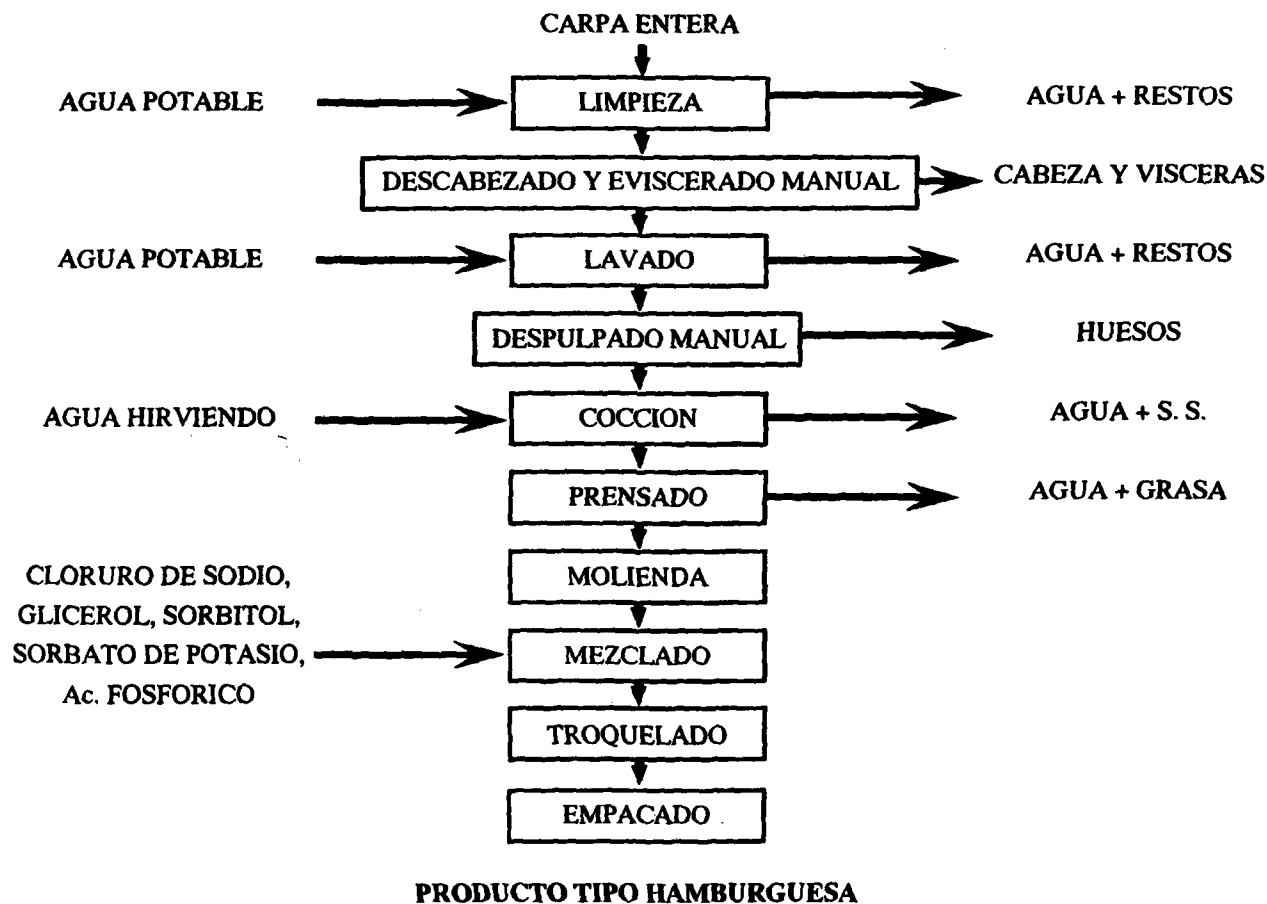 CARPA ENTERA
AGUA POTABLE
LIMPIEZA
AGUA + RESTOS
DESCABEZADO Y EVISCERADO MANUAL
CABEZA Y VISCERAS
AGUA POTABLE
LAVADO
AGUA + RESTOS
DESPULPADO MANUAL
HUESOS
AGUA HIRVIENDO
COCCION
AGUA + S. S.
PRENSADO
AGUA + GRASA
MOLIENDA
CLORURO DE SODIO,
GLICEROL, SORBITOL,
SORBATO DE POTASIO,
Ac. FOSFORICO
MEZCLADO
TROQUELADO
EMPACADO
PRODUCTO TIPO HAMBURGUESA